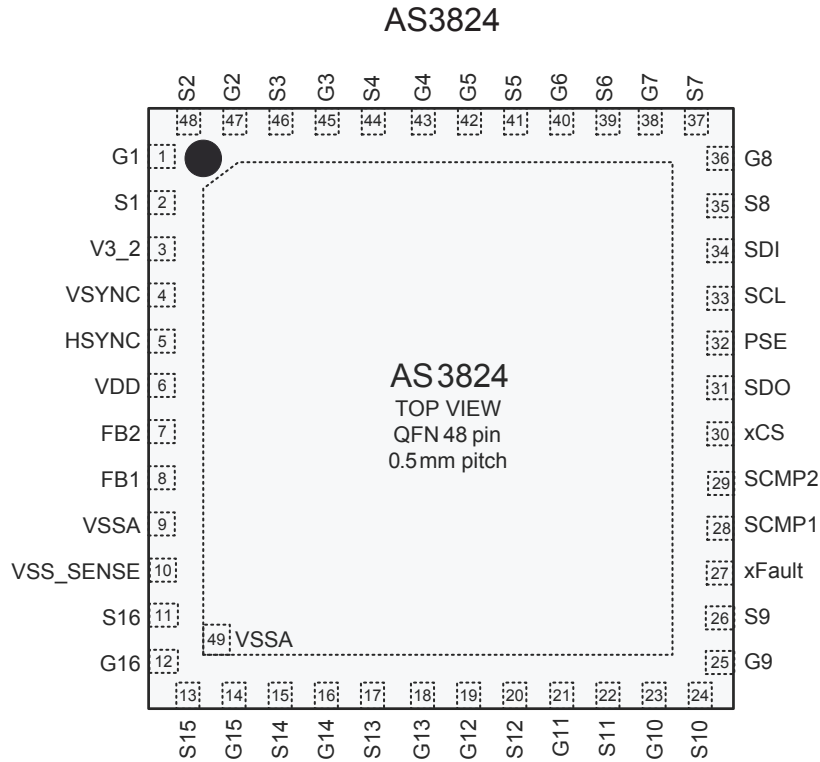 AS3824
S2 G2 S3 G3 S4 G4 G5 S5 G6 S6 G7 S7
48 47 46 45 44 43 42 41 40 39 38 37
G1 1 36 G8
S1 2 35 S8
V3_2 3 34 SDI
VSYNC 4 33 SCL
HSYNC 5 32 PSE
VDD 6 31 SDO
FB2 7 30 xCS
FB1 8 29 SCMP2
VSSA 9 28 SCMP1
VSS_SENSE 10 27 xFault
S16 11 26 S9
G16 12 25 G9
AS3824
TOP VIEW
QFN 48 pin
0.5mm pitch
49 VSSA
13 14 15 16 17 18 19 20 21 22 23 24
S15 G15 S14 G14 S13 G13 G12 S12 G11 S11 G10 S10